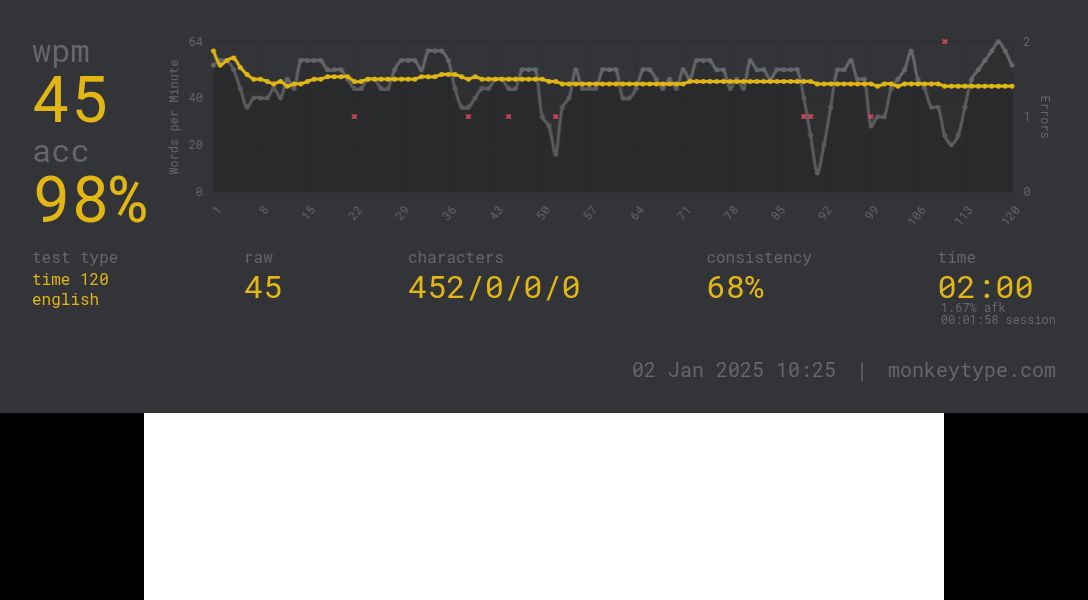 wpm
45
acc
98%
Words per Minute
64
40
20
0
2
1
0
Errors
1 8 15 22 29 36 43 50 57 64 71 78 85 92 99 106 113 120
test type
time 120
english
raw
45
characters
452/0/0/0
consistency
68%
time
02:00
1.67% afk
00:01:58 session
02 Jan 2025 10:25 | monkeytype.com